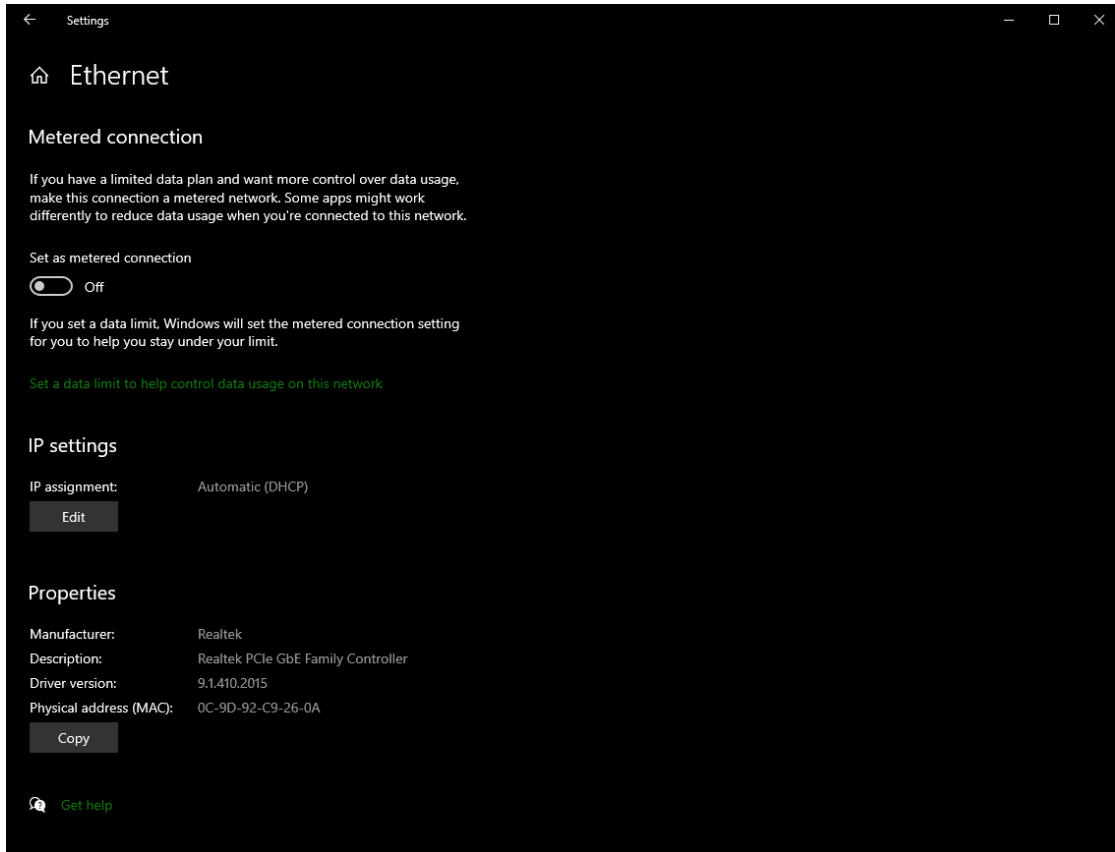 Settings
Ethernet
Metered connection
If you have a limited data plan and want more control over data usage,
make this connection a metered network. Some apps might work
differently to reduce data usage when you're connected to this network.
Set as metered connection
Off
If you set a data limit, Windows will set the metered connection setting
for you to help you stay under your limit.
Set a data limit to help control data usage on this network
IP settings
IP assignment: Automatic (DHCP)
Edit
Properties
Manufacturer: Realtek
Description: Realtek PCIe GbE Family Controller
Driver version: 9.1.410.2015
Physical address (MAC): 0C-9D-92-C9-26-0A
Copy
Get help